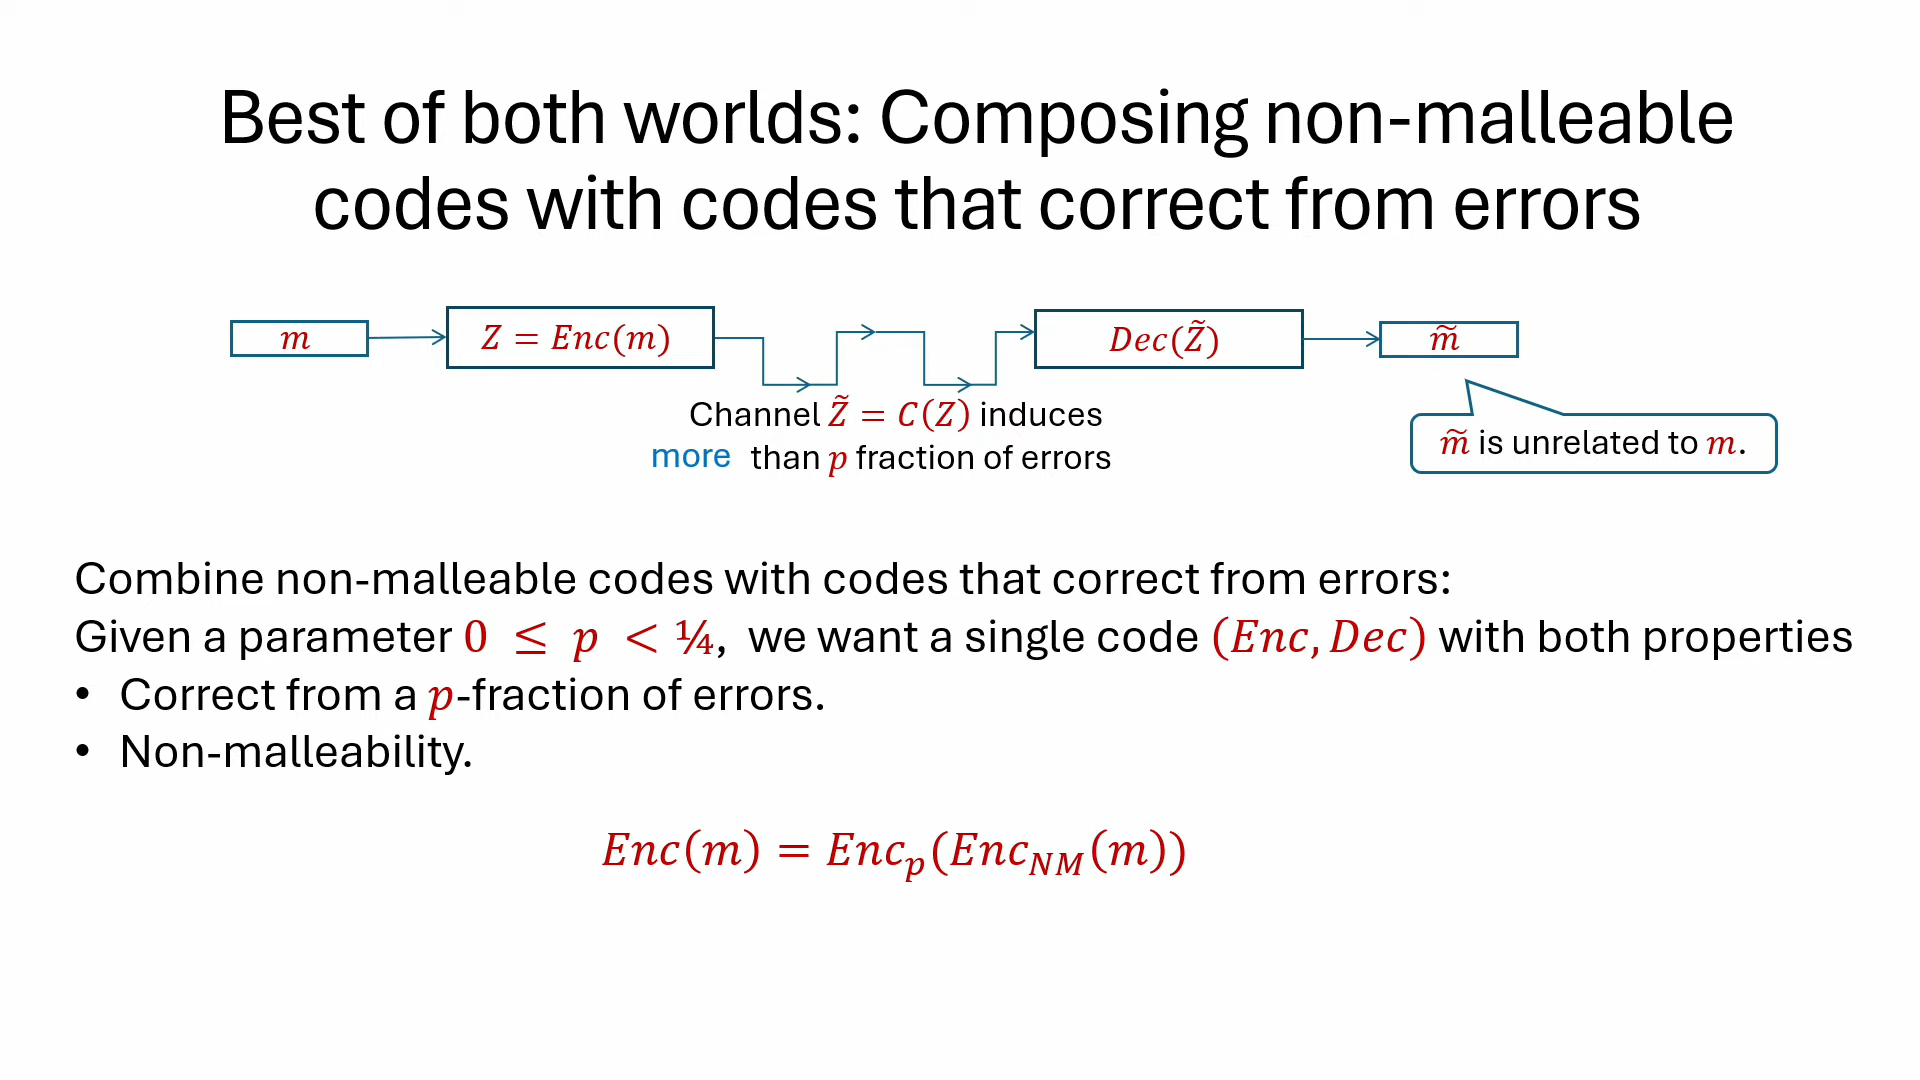 Best of both worlds: Composing non-malleable
codes with codes that correct from errors
m
Z = Enc(m)
Dec(Z̃)
m̃
Channel Z̃ = C(Z) induces
more than p fraction of errors
m̃ is unrelated to m.
Combine non-malleable codes with codes that correct from errors:
Given a parameter 0 ≤ p < ¼, we want a single code (Enc, Dec) with both properties
• Correct from a p-fraction of errors.
• Non-malleability.
Enc(m) = Enc_p(Enc_NM(m))